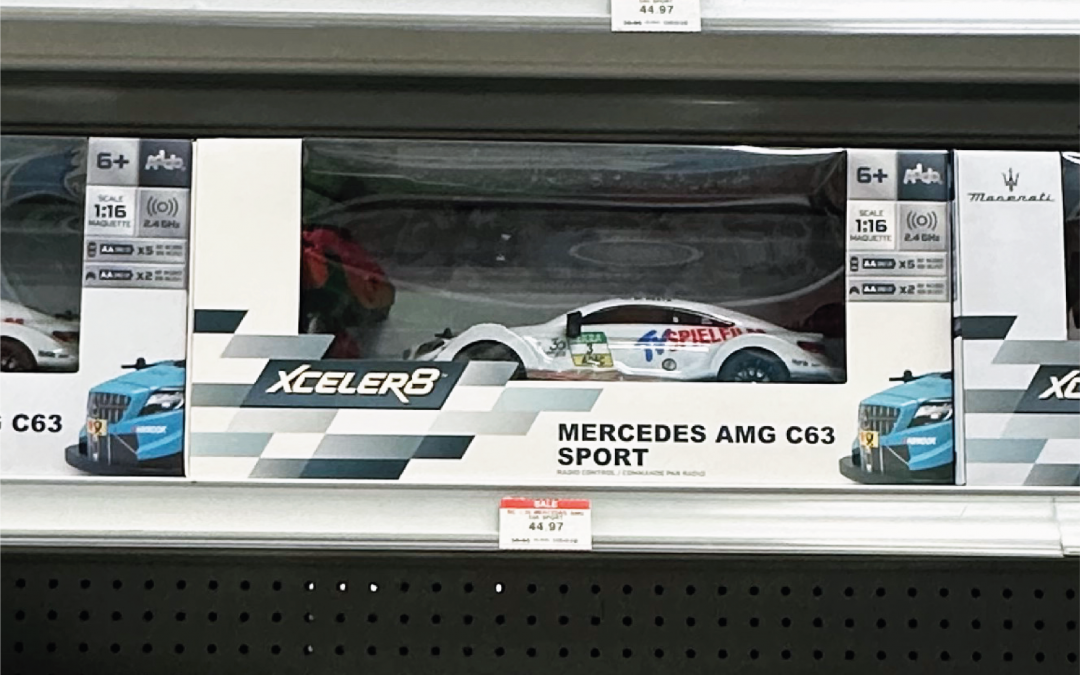 44.97
6+
SCALE
1:16
MAQUETTE
2.4 GHz
AA x5
AA x2
C63
XCELER8
SPIELFILM
3
MERCEDES AMG C63
SPORT
RADIO CONTROL / COMMANDE PAR RADIO
6+
SCALE
1:16
MAQUETTE
2.4 GHz
AA x5
AA x2
Maserati
SALE
44.97